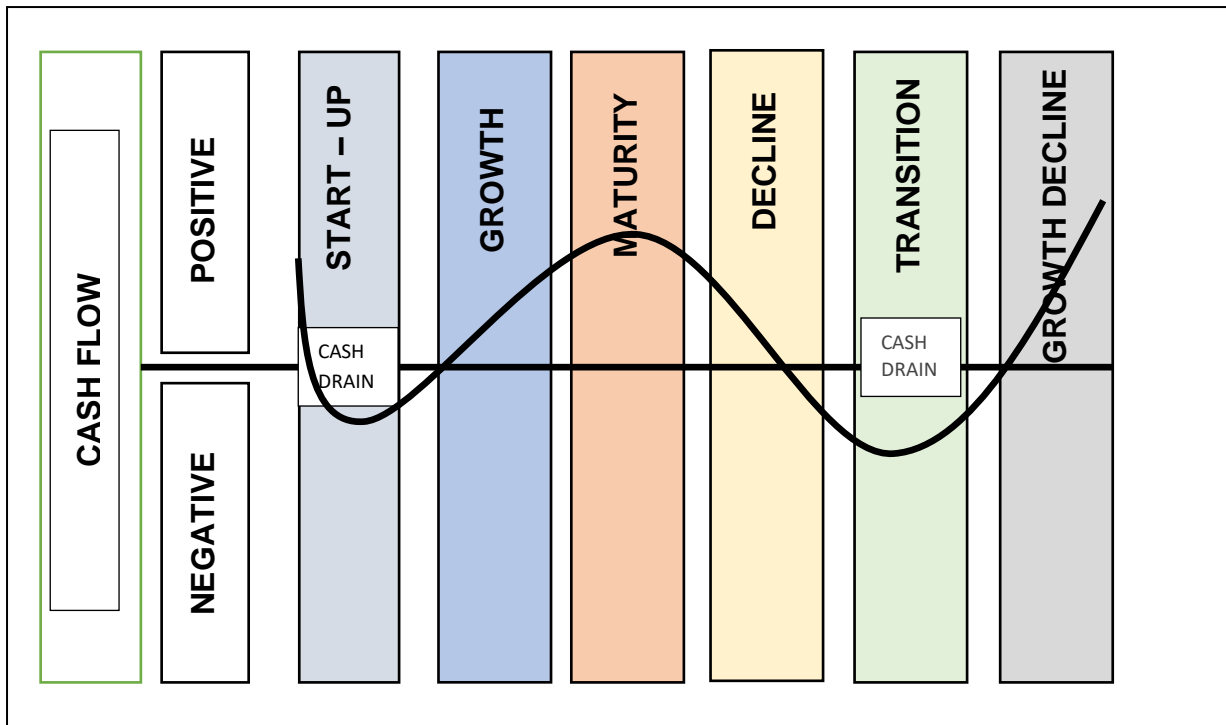 CASH FLOW
POSITIVE
NEGATIVE
START – UP
CASH
DRAIN
GROWTH
MATURITY
DECLINE
TRANSITION
CASH
DRAIN
GROWTH DECLINE